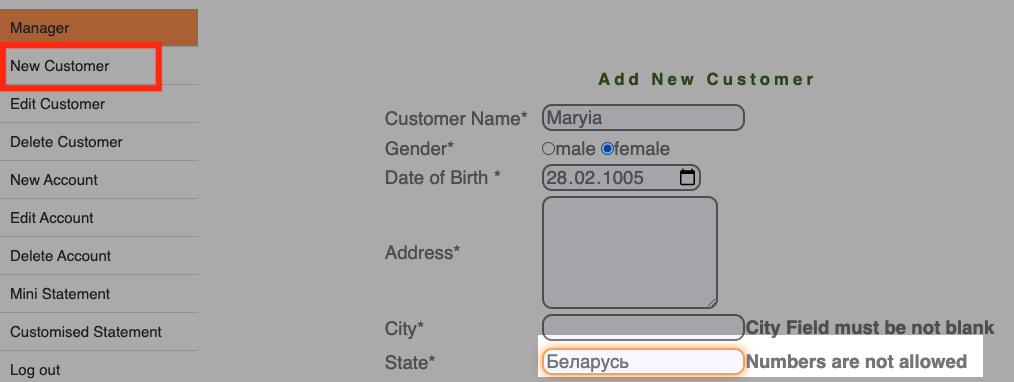 Manager
New Customer
Edit Customer
Delete Customer
New Account
Edit Account
Delete Account
Mini Statement
Customised Statement
Log out
Add New Customer
Customer Name* Maryia
Gender* male female
Date of Birth * 28.02.1005
Address*
City* City Field must be not blank
State* Беларусь Numbers are not allowed